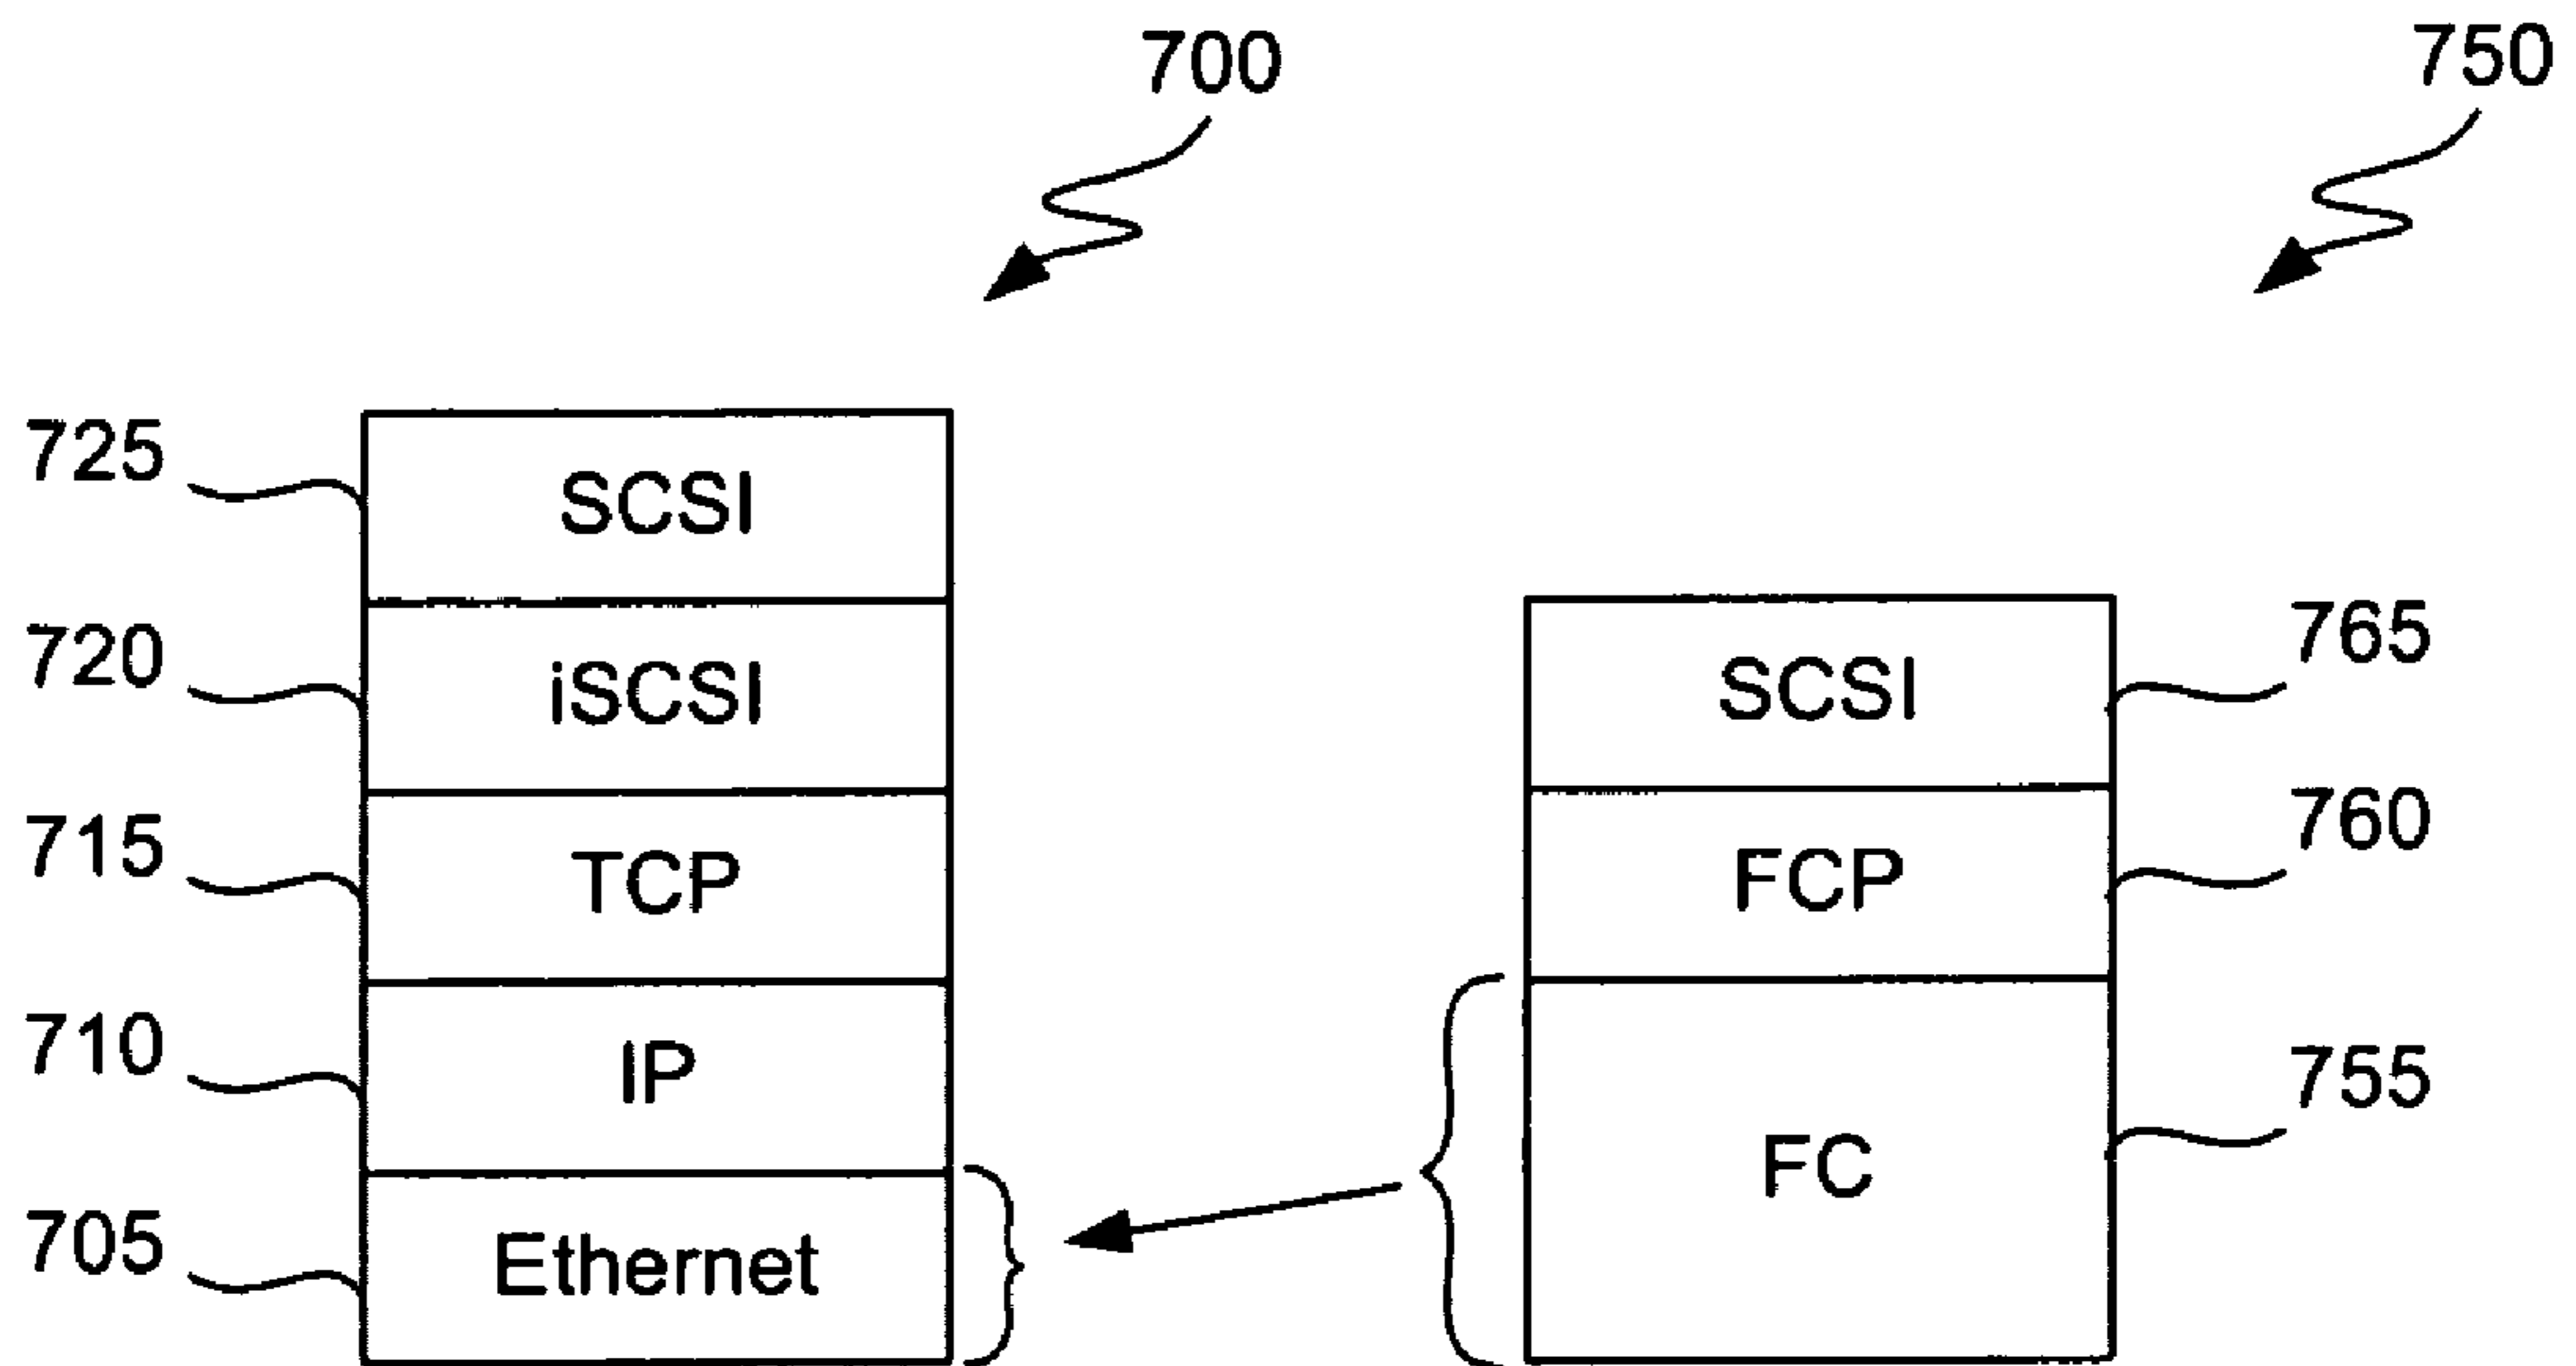 700
750
725
SCSI
720
iSCSI
SCSI
765
715
TCP
FCP
760
710
IP
FC
755
705
Ethernet